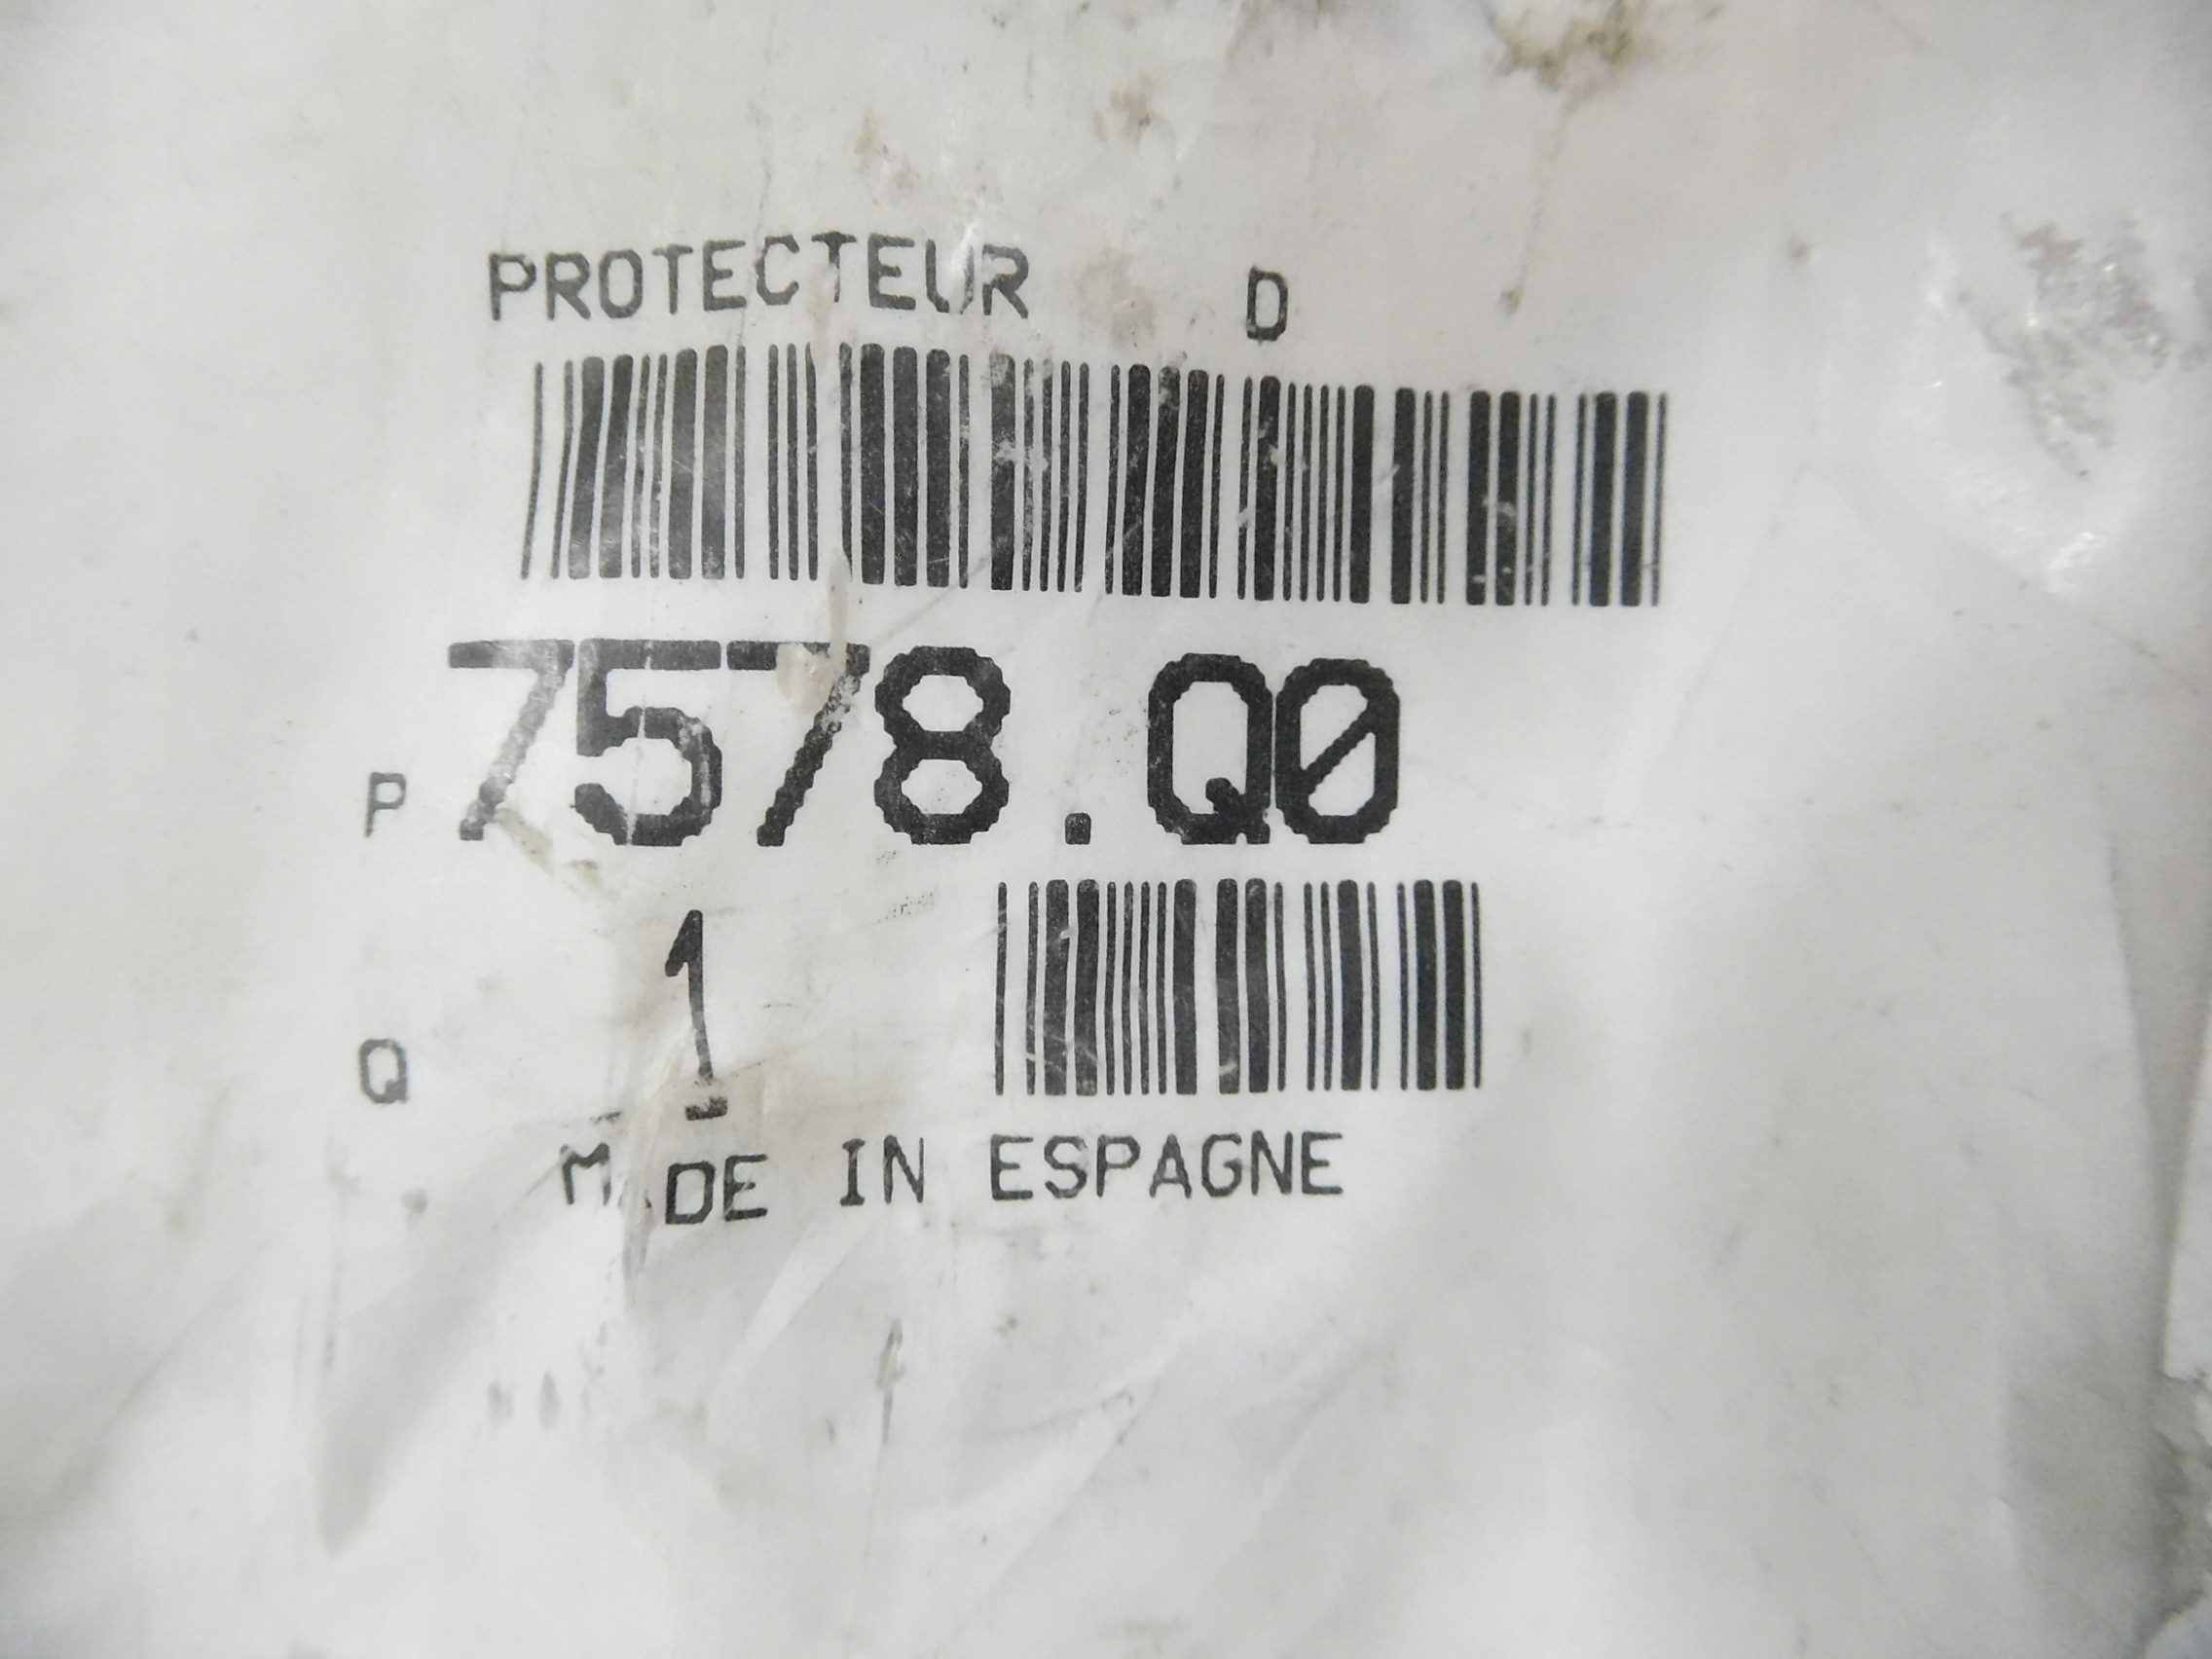 PROTECTEUR D
P 7578.Q0
Q 1
MADE IN ESPAGNE